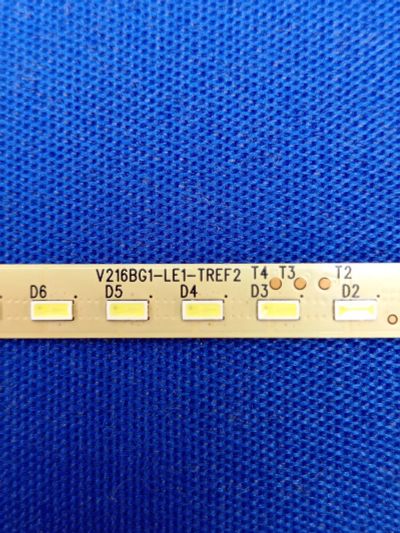 V216BG1-LE1-TREF2 T4 T3 T2
D6 D5 D4 D3 D2